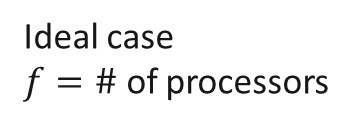 Ideal case
f = # of processors